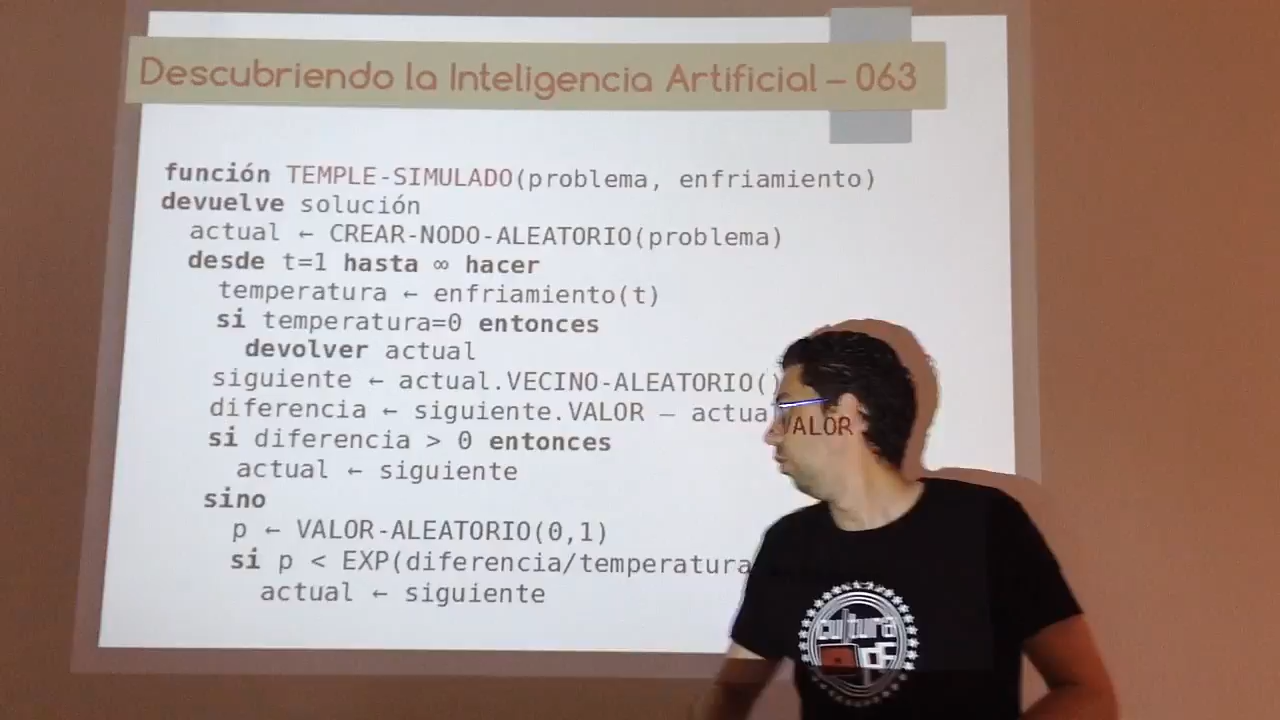 Descubriendo la Inteligencia Artificial – 063
función TEMPLE-SIMULADO(problema, enfriamiento)
devuelve solución
actual ← CREAR-NODO-ALEATORIO(problema)
desde t=1 hasta ∞ hacer
temperatura ← enfriamiento(t)
si temperatura=0 entonces
devolver actual
siguiente ← actual.VECINO-ALEATORIO()
diferencia ← siguiente.VALOR – actua VALOR
si diferencia > 0 entonces
actual ← siguiente
sino
p ← VALOR-ALEATORIO(0,1)
si p < EXP(diferencia/temperatura
actual ← siguiente
cultura